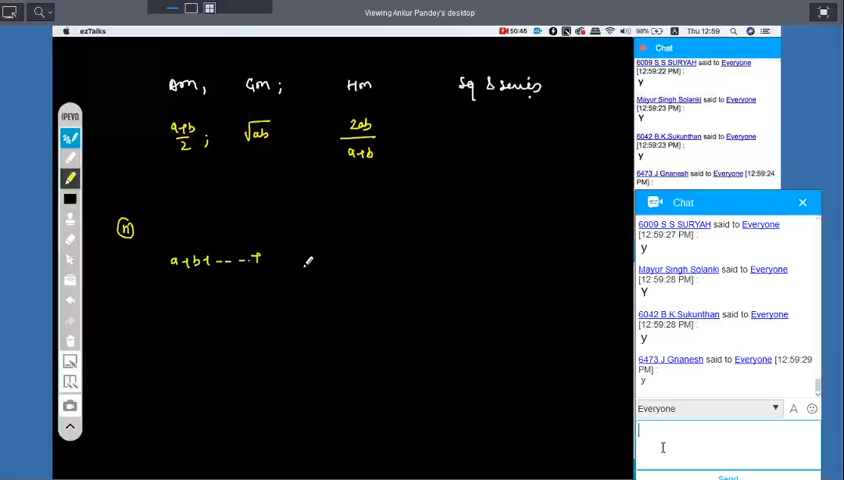 Viewing Ankur Pandey's desktop
ezTalks
50:46
98%
A
Thu 12:59
IPEVO
Am, Gm; Hm Sq & series
a+b/2 ; √ab 2ab/a+b
n
a+b+ -- -- +
Chat
6009 S S SURYAH said to Everyone
[12:59:22 PM] :
y
Mayur Singh Solanki said to Everyone
[12:59:23 PM] :
Y
6042 B.K.Sukunthan said to Everyone
[12:59:23 PM] :
y
6473 J Gnanesh said to Everyone [12:59:24
PM] :
Chat
6009 S S SURYAH said to Everyone
[12:59:27 PM] :
y
Mayur Singh Solanki said to Everyone
[12:59:28 PM] :
Y
6042 B.K.Sukunthan said to Everyone
[12:59:28 PM] :
y
6473 J Gnanesh said to Everyone [12:59:29
PM] :
y
Everyone
A
Send